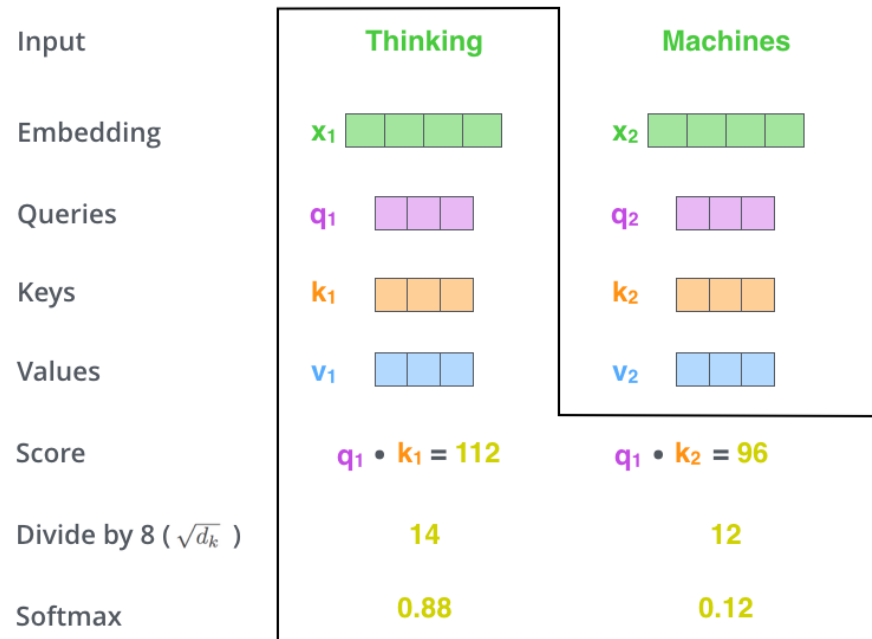 Input Thinking Machines
Embedding x₁ x₂
Queries q₁ q₂
Keys k₁ k₂
Values v₁ v₂
Score q₁ • k₁ = 112 q₁ • k₂ = 96
Divide by 8 ( √dₖ ) 14 12
Softmax 0.88 0.12